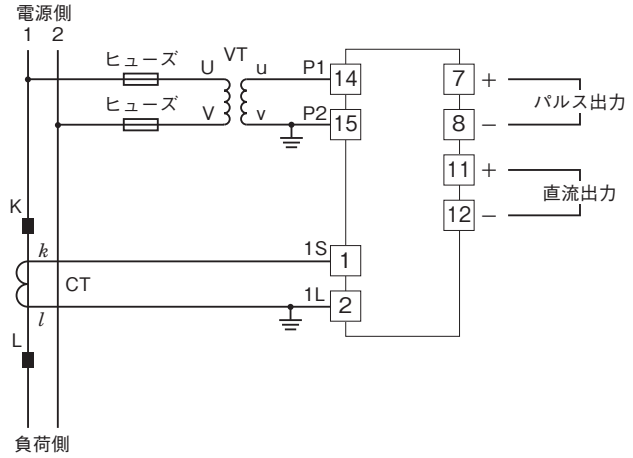 電源側
1 2
ヒューズ U VT u P1 14 7 +
パルス出力
ヒューズ V v P2 15 8 −
11 +
直流出力
12 −
K
k 1S 1
CT
l 1L 2
L
負荷側